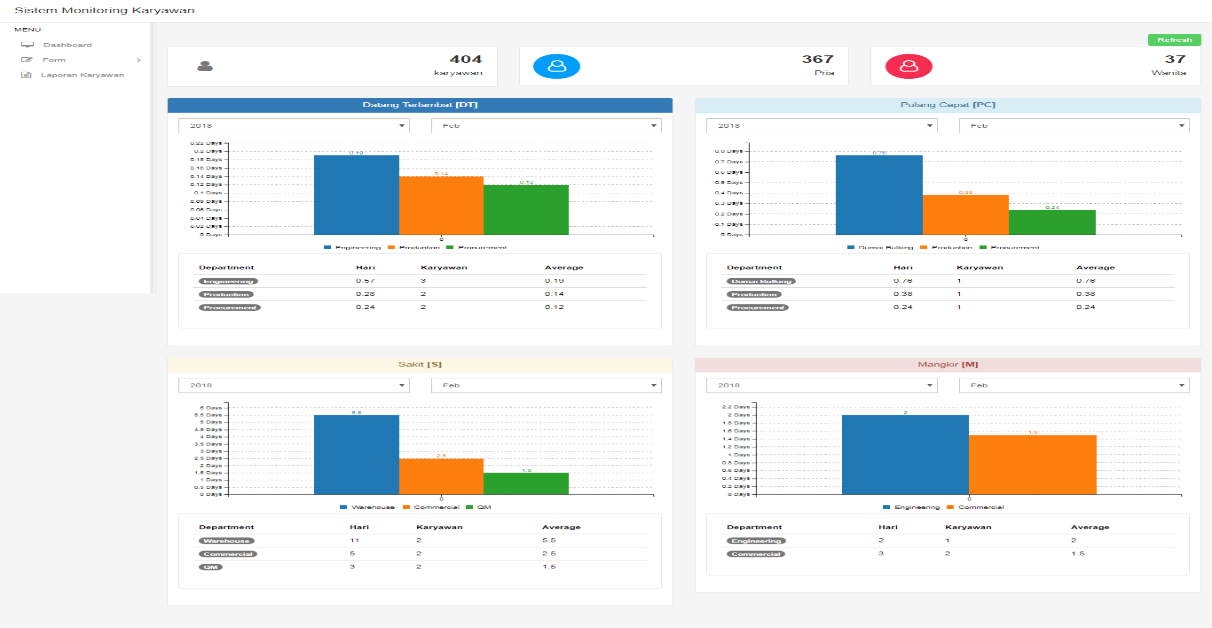 Sistem Monitoring Karyawan
MENU
Dashboard
Form >
Laporan Karyawan
Refresh
404
karyawan
367
Pria
37
Wanita
Datang Terlambat [DT]
2018 Feb
0.22 Days
0.2 Days
0.18 Days
0.16 Days
0.14 Days
0.12 Days
0.1 Days
0.08 Days
0.06 Days
0.04 Days
0.02 Days
0 Days
0.19
0.14
0.12
0
Engineering Production Procurement
Department Hari Karyawan Average
Engineering 0.57 3 0.19
Production 0.28 2 0.14
Procurement 0.24 2 0.12
Pulang Cepat [PC]
2018 Feb
0.8 Days
0.7 Days
0.6 Days
0.5 Days
0.4 Days
0.3 Days
0.2 Days
0.1 Days
0 Days
0.76
0.38
0.24
0
Dumai Bulking Production Procurement
Department Hari Karyawan Average
Dumai Bulking 0.76 1 0.76
Production 0.38 1 0.38
Procurement 0.24 1 0.24
Sakit [S]
2018 Feb
6 Days
5.5 Days
5 Days
4.5 Days
4 Days
3.5 Days
3 Days
2.5 Days
2 Days
1.5 Days
1 Days
0.5 Days
0 Days
5.5
2.5
1.5
0
Warehouse Commercial QM
Department Hari Karyawan Average
Warehouse 11 2 5.5
Commercial 5 2 2.5
QM 3 2 1.5
Mangkir [M]
2018 Feb
2.2 Days
2 Days
1.8 Days
1.6 Days
1.4 Days
1.2 Days
1 Days
0.8 Days
0.6 Days
0.4 Days
0.2 Days
0 Days
2
1.5
0
Engineering Commercial
Department Hari Karyawan Average
Engineering 2 1 2
Commercial 3 2 1.5